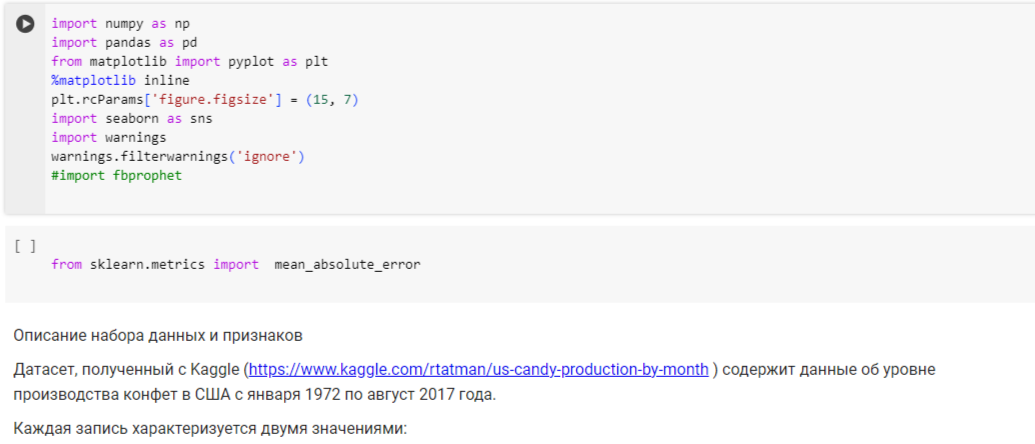 import numpy as np
import pandas as pd
from matplotlib import pyplot as plt
%matplotlib inline
plt.rcParams['figure.figsize'] = (15, 7)
import seaborn as sns
import warnings
warnings.filterwarnings('ignore')
#import fbprophet
[ ]
from sklearn.metrics import  mean_absolute_error
Описание набора данных и признаков
Датасет, полученный с Kaggle (https://www.kaggle.com/rtatman/us-candy-production-by-month ) содержит данные об уровне
производства конфет в США с января 1972 по август 2017 года.
Каждая запись характеризуется двумя значениями: